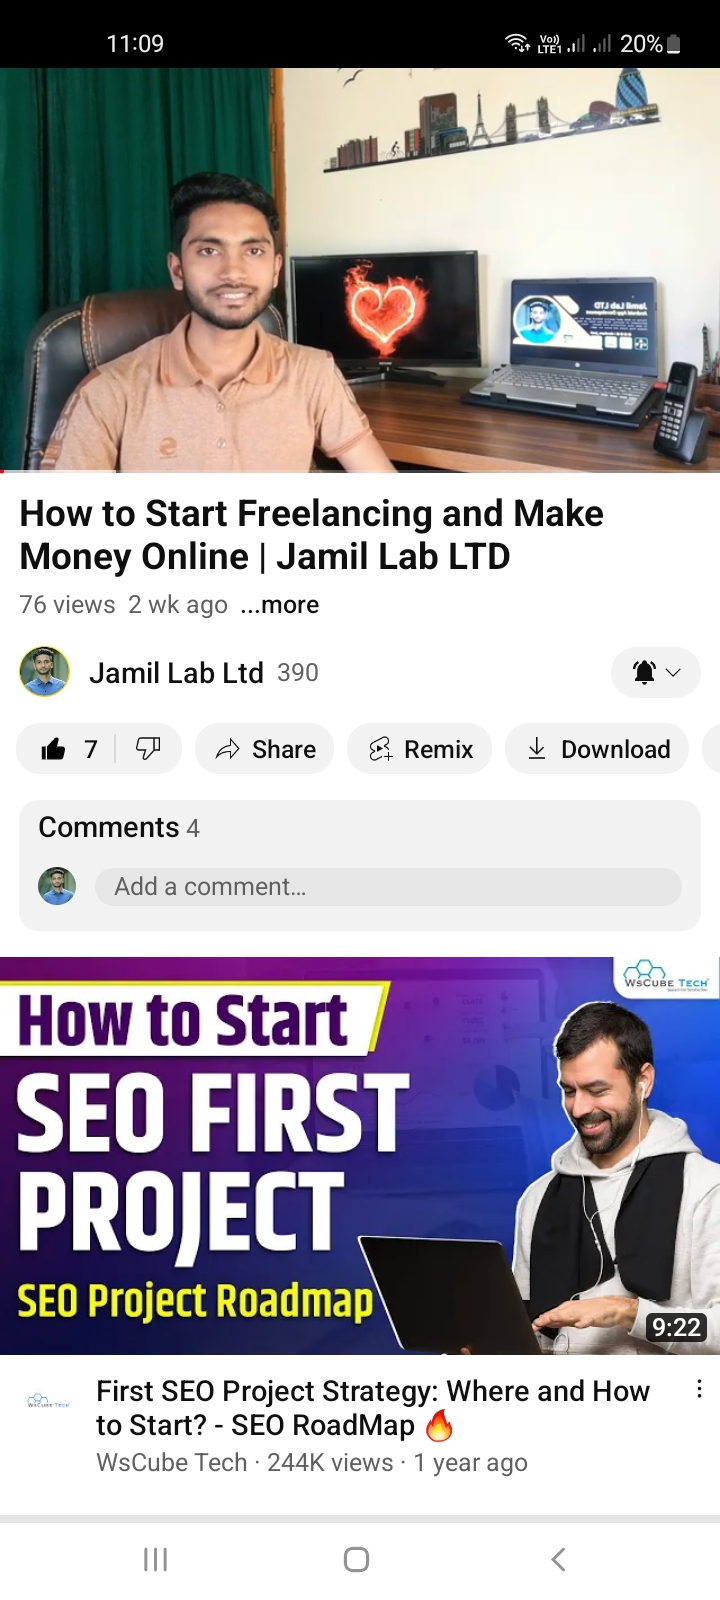 11:09
Vo))
LTE1
20%
How to Start Freelancing and Make
Money Online | Jamil Lab LTD
76 views 2 wk ago ...more
Jamil Lab Ltd 390
7
Share
Remix
Download
Comments 4
Add a comment...
WsCube Tech
How to Start
SEO FIRST
PROJECT
SEO Project Roadmap
9:22
First SEO Project Strategy: Where and How
to Start? - SEO RoadMap 🔥
WsCube Tech · 244K views · 1 year ago